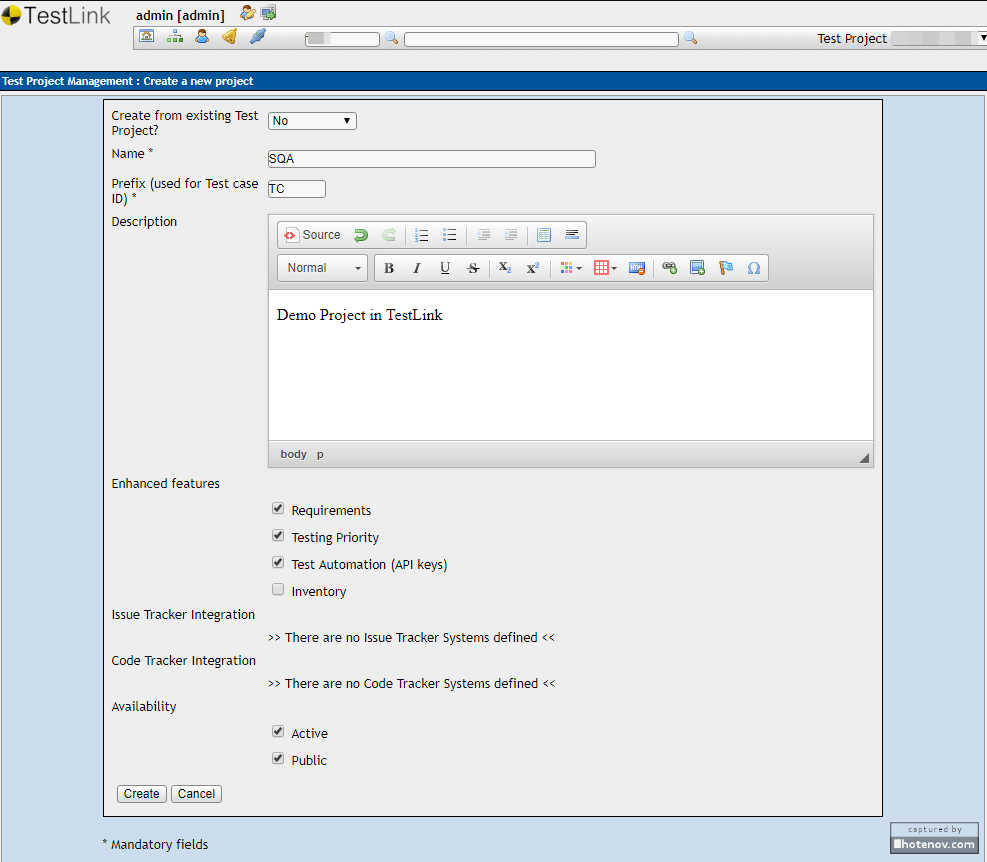 TestLink
admin [admin]
Test Project
Test Project Management : Create a new project
Create from existing Test
Project?
No
Name *
SQA
Prefix (used for Test case
ID) *
TC
Description
Source
Normal
B I U S X₂ X² Ω
Demo Project in TestLink
body p
Enhanced features
Requirements
Testing Priority
Test Automation (API keys)
Inventory
Issue Tracker Integration
>> There are no Issue Tracker Systems defined <<
Code Tracker Integration
>> There are no Code Tracker Systems defined <<
Availability
Active
Public
Create Cancel
* Mandatory fields
captured by
hotenov.com